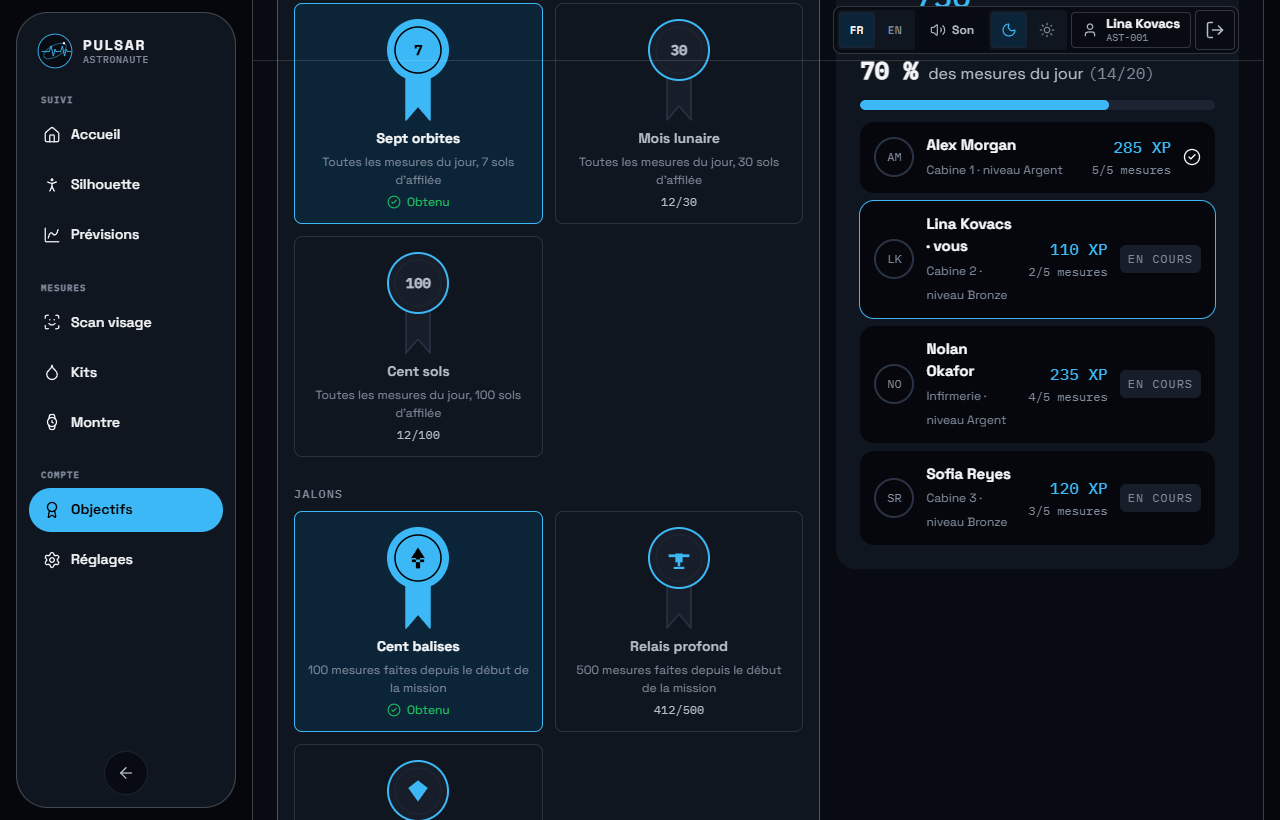 PULSAR
ASTRONAUTE
SUIVI
Accueil
Silhouette
Prévisions
MESURES
Scan visage
Kits
Montre
COMPTE
Objectifs
Réglages
7
Sept orbites
Toutes les mesures du jour, 7 sols
d'affilée
Obtenu
30
Mois lunaire
Toutes les mesures du jour, 30 sols
d'affilée
12/30
100
Cent sols
Toutes les mesures du jour, 100 sols
d'affilée
12/100
JALONS
Cent balises
100 mesures faites depuis le début de
la mission
Obtenu
Relais profond
500 mesures faites depuis le début
de la mission
412/500
FR
EN
Son
Lina Kovacs
AST-001
70 % des mesures du jour (14/20)
AM
Alex Morgan
Cabine 1 · niveau Argent
285 XP
5/5 mesures
LK
Lina Kovacs
· vous
Cabine 2 ·
niveau Bronze
110 XP
2/5 mesures
EN COURS
NO
Nolan
Okafor
Infirmerie ·
niveau Argent
235 XP
4/5 mesures
EN COURS
SR
Sofia Reyes
Cabine 3 ·
niveau Bronze
120 XP
3/5 mesures
EN COURS